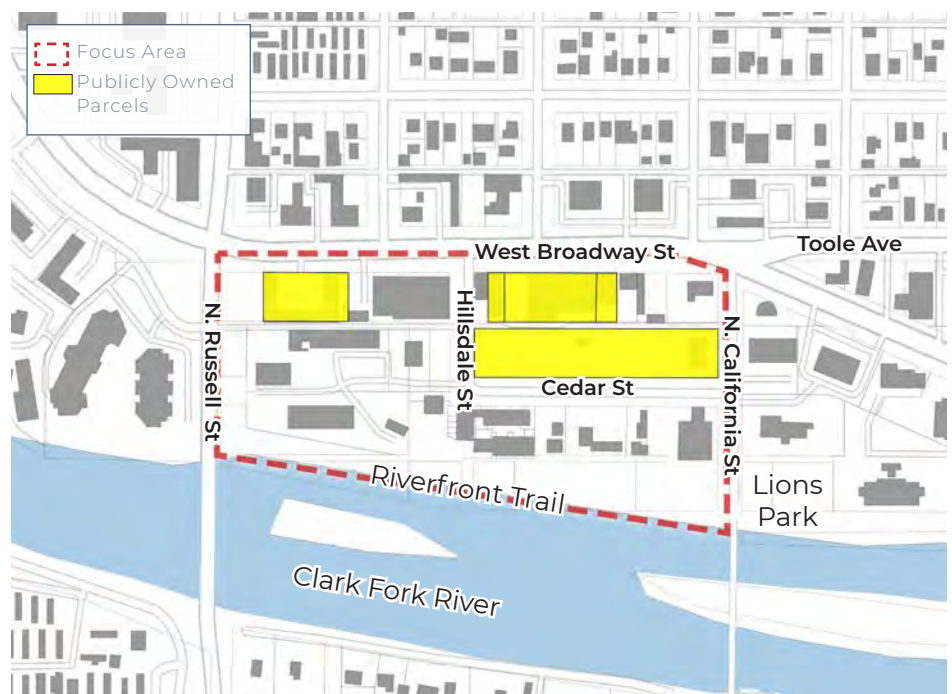 Focus Area
Publicly Owned
Parcels
West Broadway St
Toole Ave
N. Russell St
Hillsdale St
N. California St
Cedar St
Riverfront Trail
Lions
Park
Clark Fork River